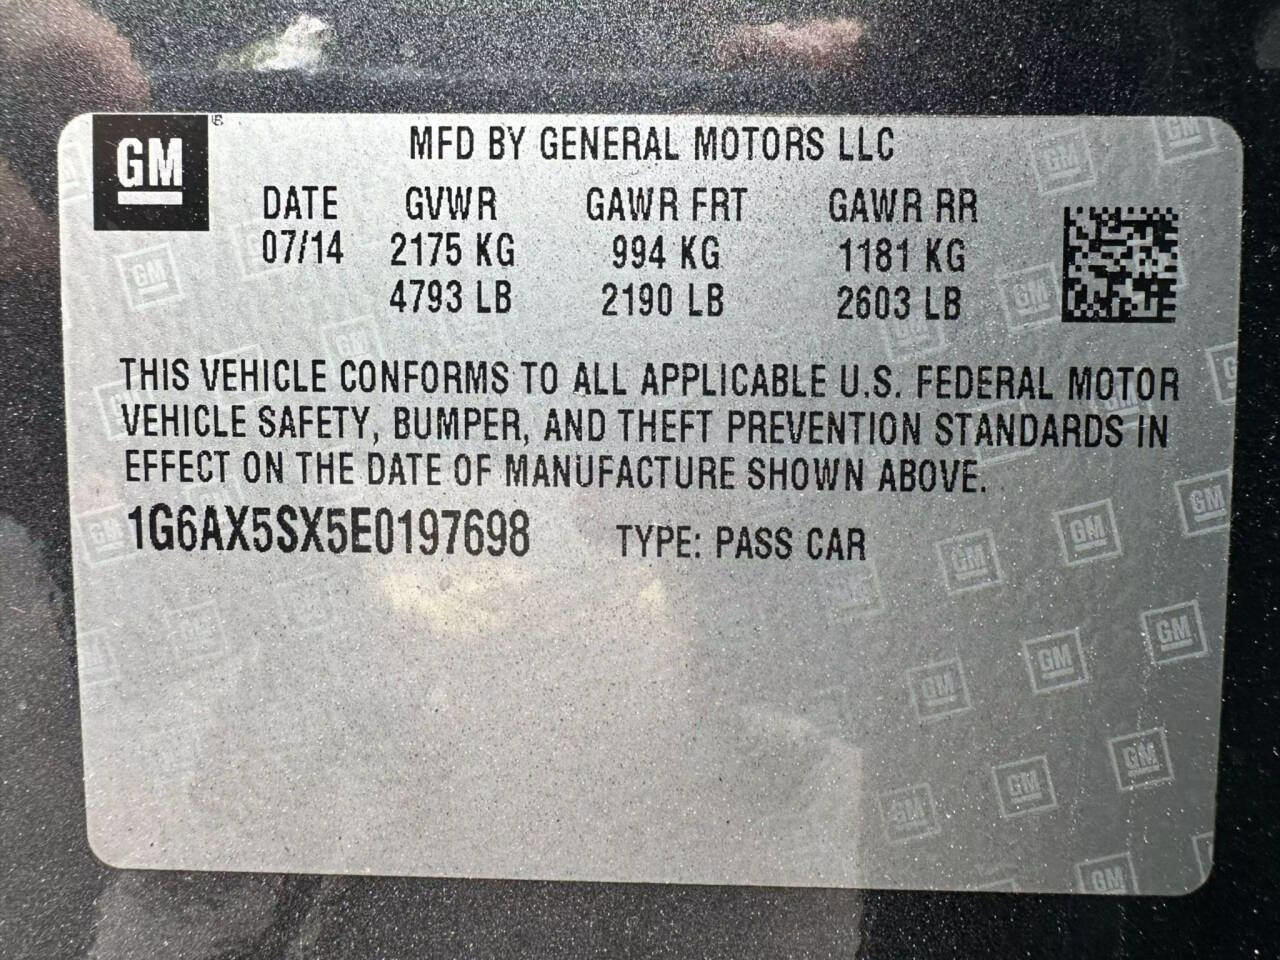 GM
MFD BY GENERAL MOTORS LLC
DATE GVWR GAWR FRT GAWR RR
07/14 2175 KG 994 KG 1181 KG
4793 LB 2190 LB 2603 LB
THIS VEHICLE CONFORMS TO ALL APPLICABLE U.S. FEDERAL MOTOR
VEHICLE SAFETY, BUMPER, AND THEFT PREVENTION STANDARDS IN
EFFECT ON THE DATE OF MANUFACTURE SHOWN ABOVE.
1G6AX5SX5E0197698 TYPE: PASS CAR